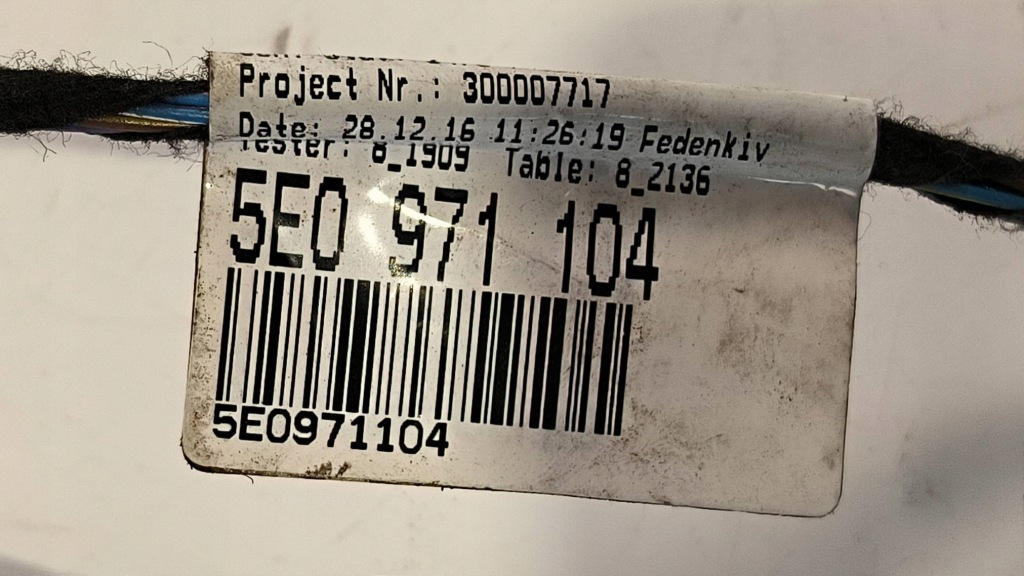 Project Nr.: 300007717
Date: 28.12.16 11:26:19 Fedenkiv
Tester: 8_1909 Table: 8_2136
5E0 971 104
5E0971104